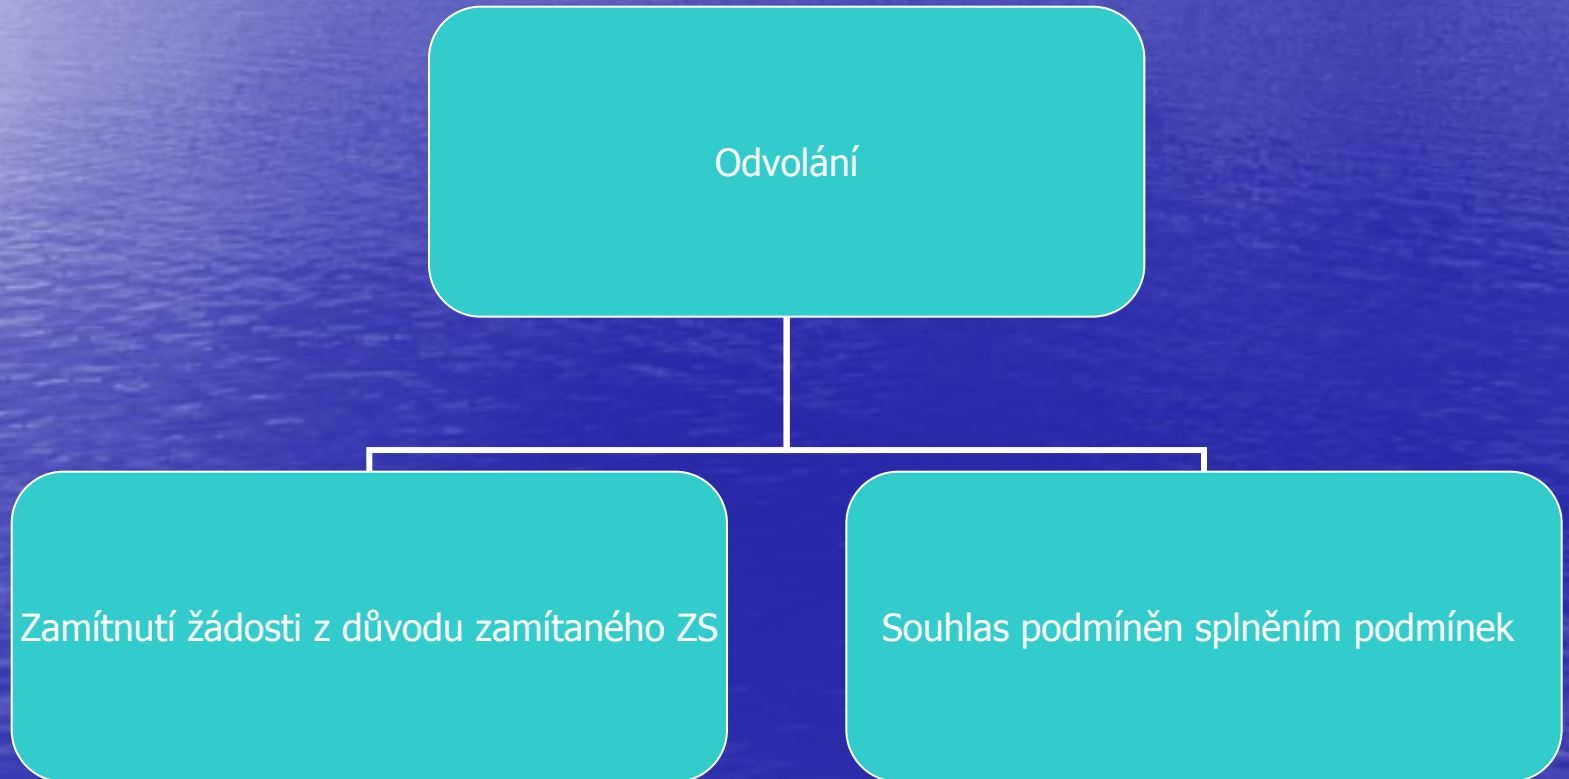 Odvolání
Zamítnutí žádosti z důvodu zamítaného ZS
Souhlas podmíněn splněním podmínek